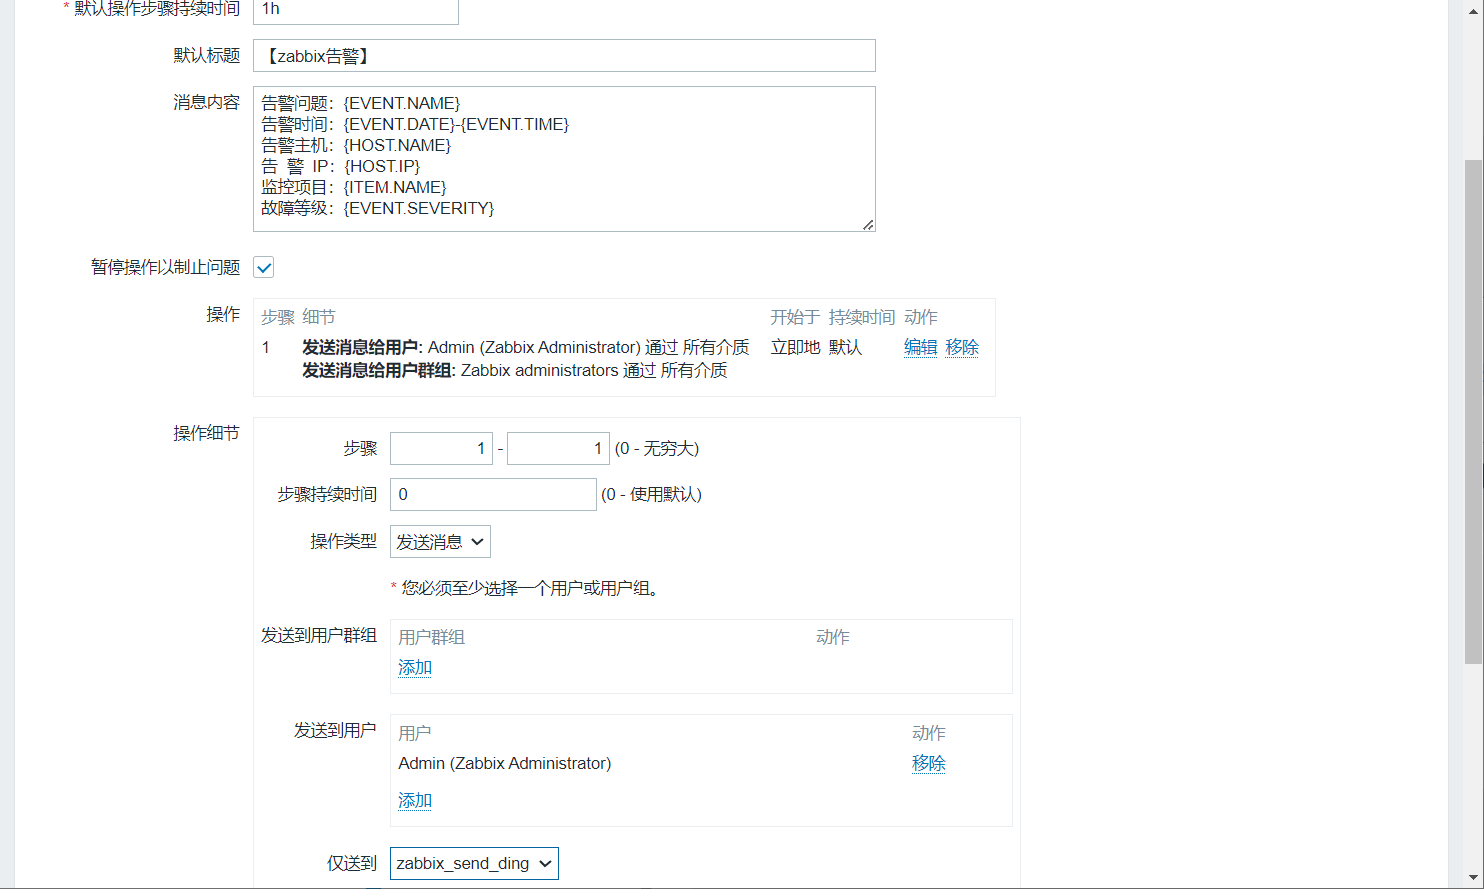 * 默认操作步骤持续时间 1h
默认标题 【zabbix告警】
消息内容 告警问题：{EVENT.NAME}
告警时间：{EVENT.DATE}-{EVENT.TIME}
告警主机：{HOST.NAME}
告 警 IP：{HOST.IP}
监控项目：{ITEM.NAME}
故障等级：{EVENT.SEVERITY}
暂停操作以制止问题
操作 步骤 细节 开始于 持续时间 动作
1 发送消息给用户: Admin (Zabbix Administrator) 通过 所有介质 立即地 默认 编辑 移除
发送消息给用户群组: Zabbix administrators 通过 所有介质
操作细节
步骤 1 - 1 (0 - 无穷大)
步骤持续时间 0 (0 - 使用默认)
操作类型 发送消息
* 您必须至少选择一个用户或用户组。
发送到用户群组 用户群组 动作
添加
发送到用户 用户 动作
Admin (Zabbix Administrator) 移除
添加
仅送到 zabbix_send_ding